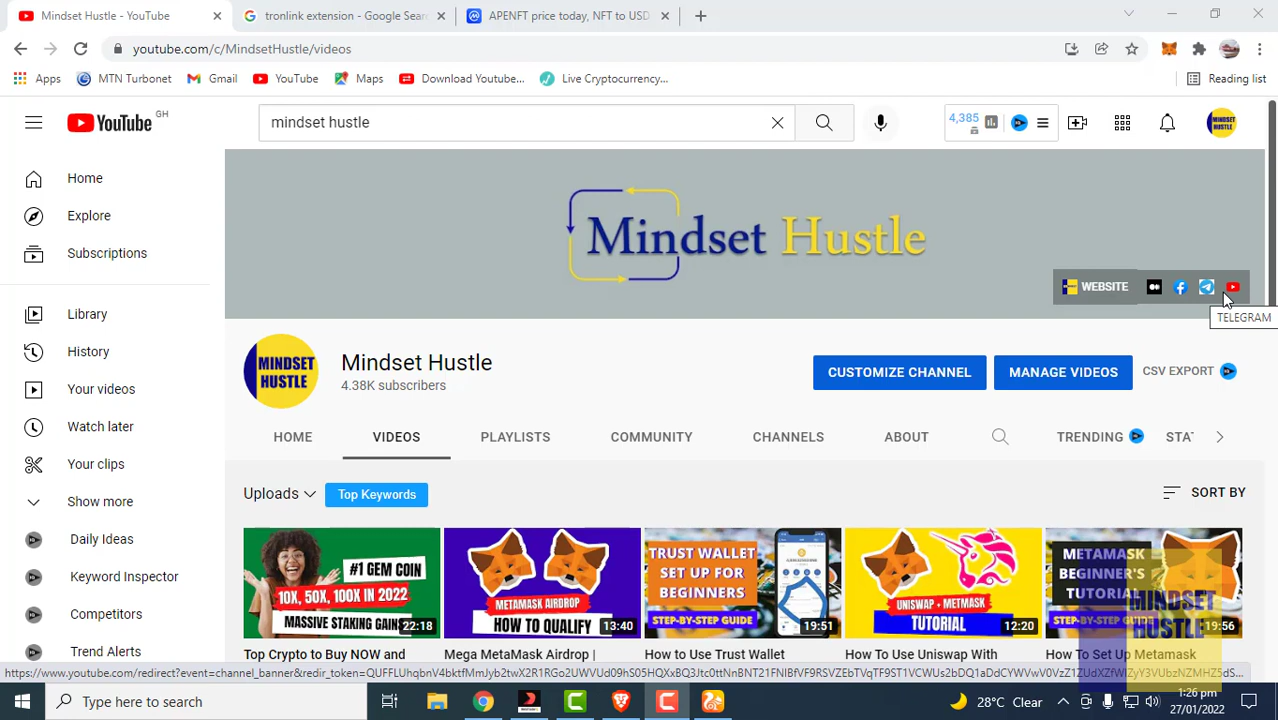 Mindset Hustle - YouTube
tronlink extension - Google Sear
APENFT price today, NFT to USD
youtube.com/c/MindsetHustle/videos
Apps
MTN Turbonet
Gmail
YouTube
Maps
Download Youtube...
Live Cryptocurrency...
Reading list
YouTube GH
mindset hustle
4,385
MINDSET HUSTLE
Home
Explore
Subscriptions
Library
History
Your videos
Watch later
Your clips
Show more
Daily Ideas
Keyword Inspector
Competitors
Trend Alerts
Mindset Hustle
WEBSITE
TELEGRAM
MINDSET
HUSTLE
Mindset Hustle
4.38K subscribers
CUSTOMIZE CHANNEL
MANAGE VIDEOS
CSV EXPORT
HOME
VIDEOS
PLAYLISTS
COMMUNITY
CHANNELS
ABOUT
TRENDING
STAT
Uploads
Top Keywords
SORT BY
#1 GEM COIN
10X, 50X, 100X IN 2022
MASSIVE STAKING GAINS
22:18
METAMASK AIRDROP
HOW TO QUALIFY
13:40
TRUST WALLET
SET UP FOR
BEGINNERS
STEP-BY-STEP GUIDE
19:51
UNISWAP + METMASK
TUTORIAL
12:20
METAMASK
BEGINNER'S
TUTORIAL
STEP-BY-STEP GUIDE
19:56
Top Crypto to BUY NOW and
Mega MetaMask Airdrop |
How to Use Trust Wallet
How To Use Uniswap With
How To Set Up Metamask
MINDSET
HUSTLE
Type here to search
28°C Clear
1:26 pm
27/01/2022